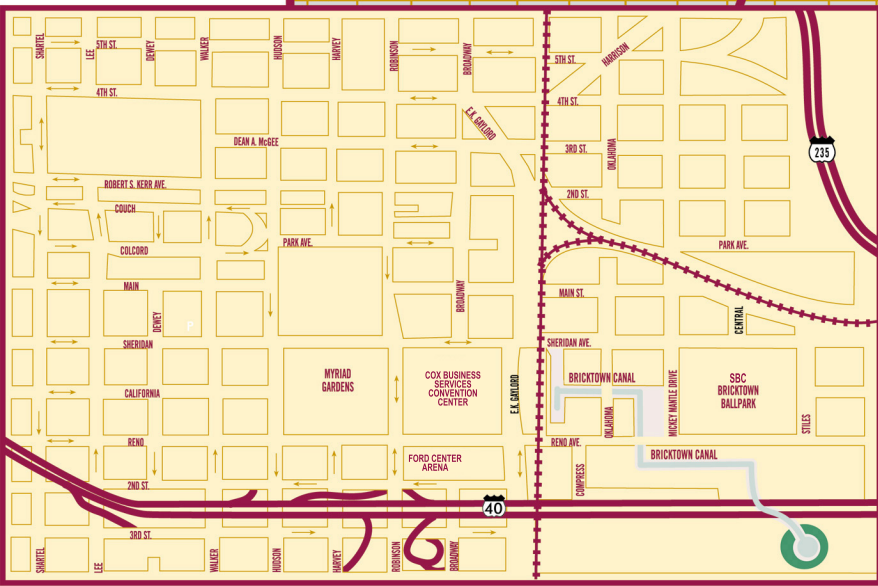 SHARTEL
LEE
5TH ST.
DEWEY
WALKER
HUDSON
HARVEY
ROBINSON
BROADWAY
5TH ST.
HARRISON
4TH ST.
4TH ST.
E.K. GAYLORD
DEAN A. McGEE
3RD ST.
OKLAHOMA
235
ROBERT S. KERR AVE.
2ND ST.
COUCH
PARK AVE.
PARK AVE.
COLCORD
MAIN
BROADWAY
MAIN ST.
DEWEY
P
CENTRAL
SHERIDAN
SHERIDAN AVE.
MYRIAD
GARDENS
COX BUSINESS
SERVICES
CONVENTION
CENTER
E.K. GAYLORD
BRICKTOWN CANAL
MICKEY MANTLE DRIVE
SBC
BRICKTOWN
BALLPARK
CALIFORNIA
OKLAHOMA
STILES
RENO
RENO AVE.
FORD CENTER
ARENA
BRICKTOWN CANAL
COMPRESS
2ND ST.
40
3RD ST.
SHARTEL
LEE
WALKER
HUDSON
HARVEY
ROBINSON
BROADWAY